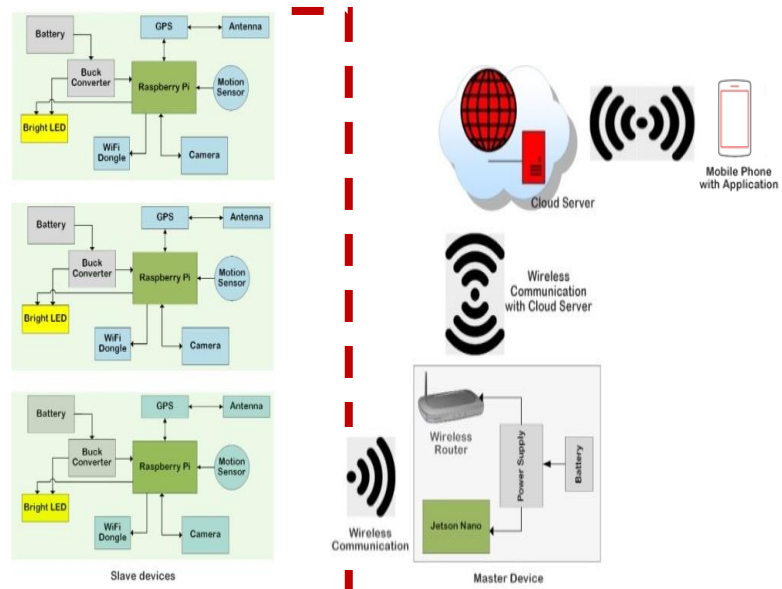 Battery
GPS
Antenna
Buck
Converter
Raspberry Pi
Motion
Sensor
Bright LED
WiFi
Dongle
Camera
Battery
GPS
Antenna
Buck
Converter
Raspberry Pi
Motion
Sensor
Bright LED
WiFi
Dongle
Camera
Battery
GPS
Antenna
Buck
Converter
Raspberry Pi
Motion
Sensor
Bright LED
WiFi
Dongle
Camera
Slave devices
Cloud Server
Mobile Phone
with Application
Wireless
Communication
with Cloud Server
Wireless
Router
Power Supply
Battery
Jetson Nano
Wireless
Communication
Master Device